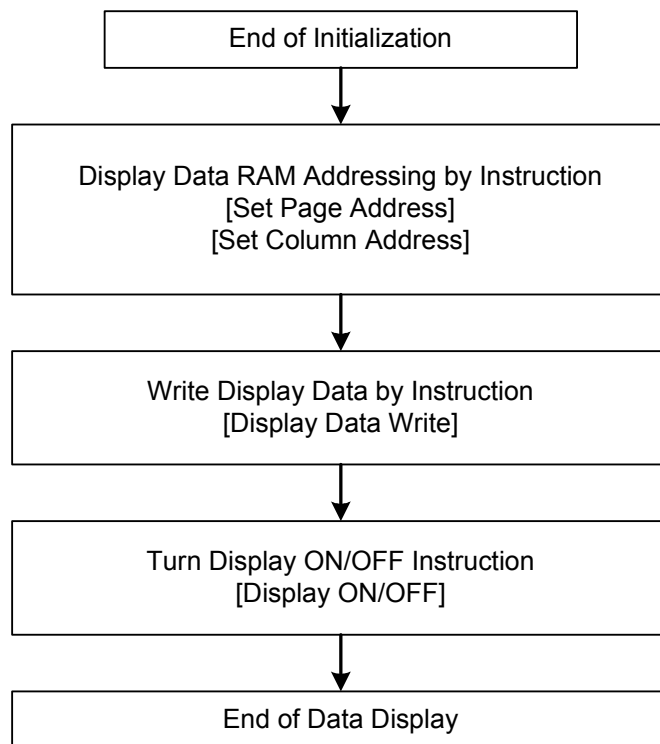 End of Initialization
Display Data RAM Addressing by Instruction
[Set Page Address]
[Set Column Address]
Write Display Data by Instruction
[Display Data Write]
Turn Display ON/OFF Instruction
[Display ON/OFF]
End of Data Display